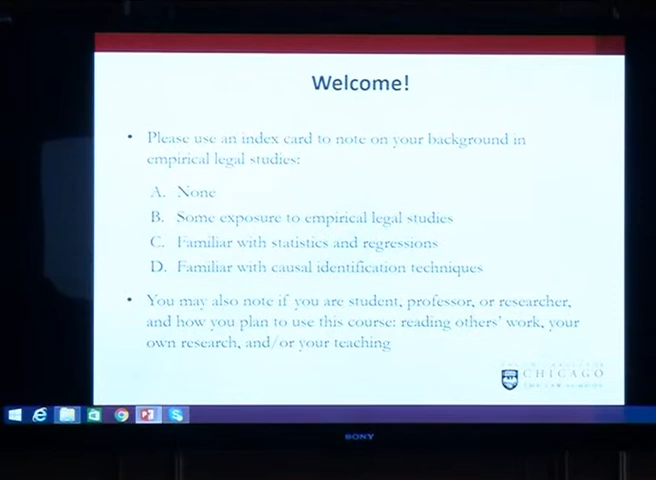 Welcome!
• Please use an index card to note on your background in
empirical legal studies:
A. None
B. Some exposure to empirical legal studies
C. Familiar with statistics and regressions
D. Familiar with causal identification techniques
• You may also note if you are student, professor, or researcher,
and how you plan to use this course: reading others' work, your
own research, and/or your teaching
CHICAGO
SONY